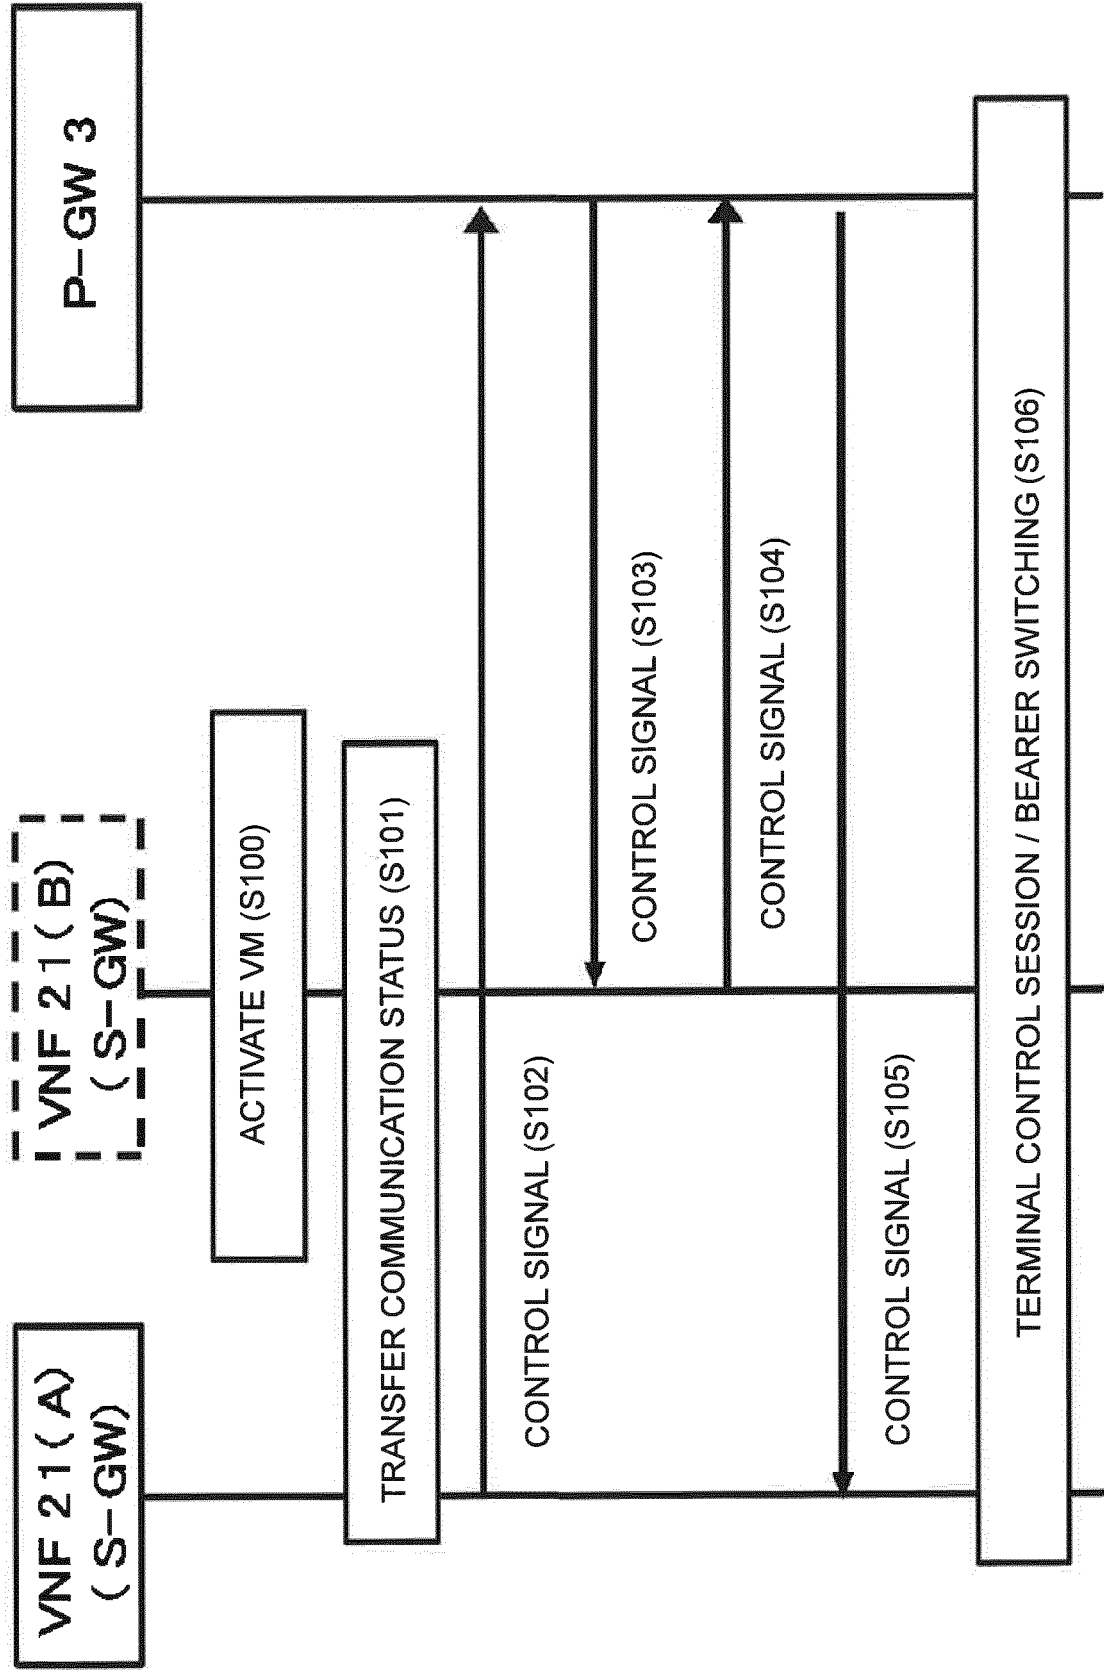 VNF 21(A)
(S-GW)
VNF 21(B)
(S-GW)
P-GW 3
ACTIVATE VM (S100)
TRANSFER COMMUNICATION STATUS (S101)
CONTROL SIGNAL (S102)
CONTROL SIGNAL (S103)
CONTROL SIGNAL (S104)
CONTROL SIGNAL (S105)
TERMINAL CONTROL SESSION / BEARER SWITCHING (S106)